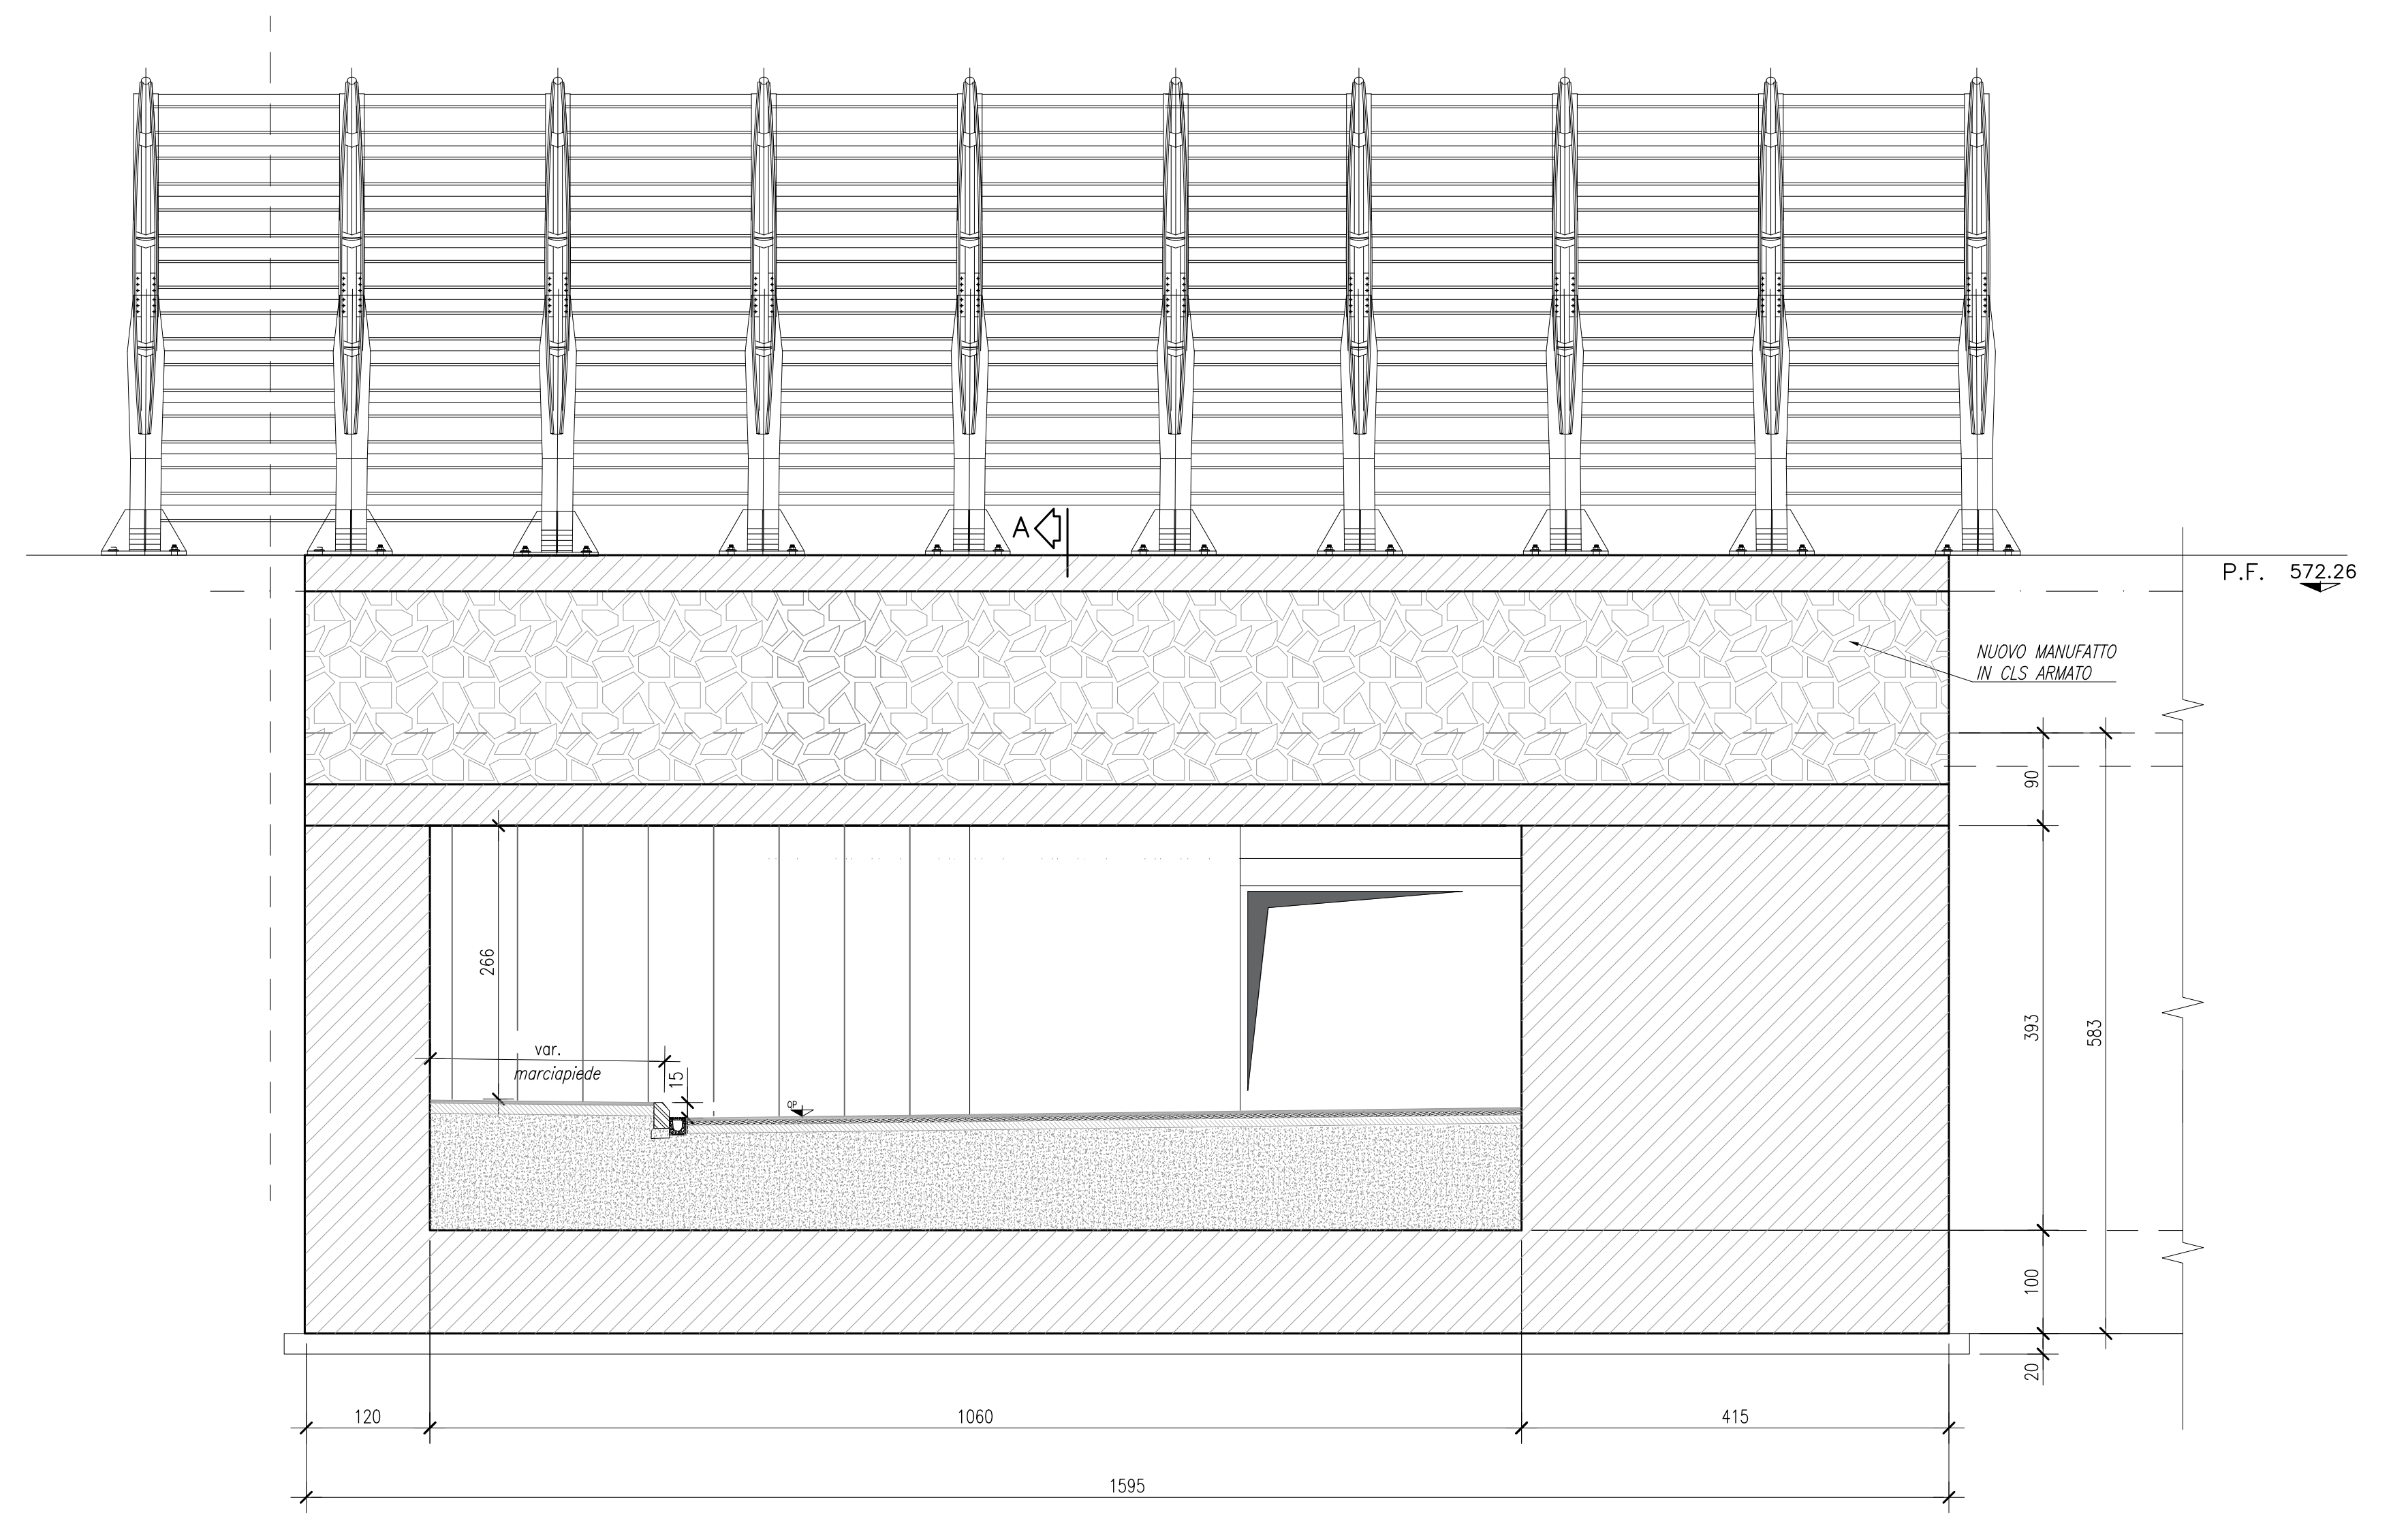 A
P.F. 572.26
NUOVO MANUFATTO
IN CLS ARMATO
90
266
393
583
var.
marciapiede
15
QP
100
20
120
1060
415
1595